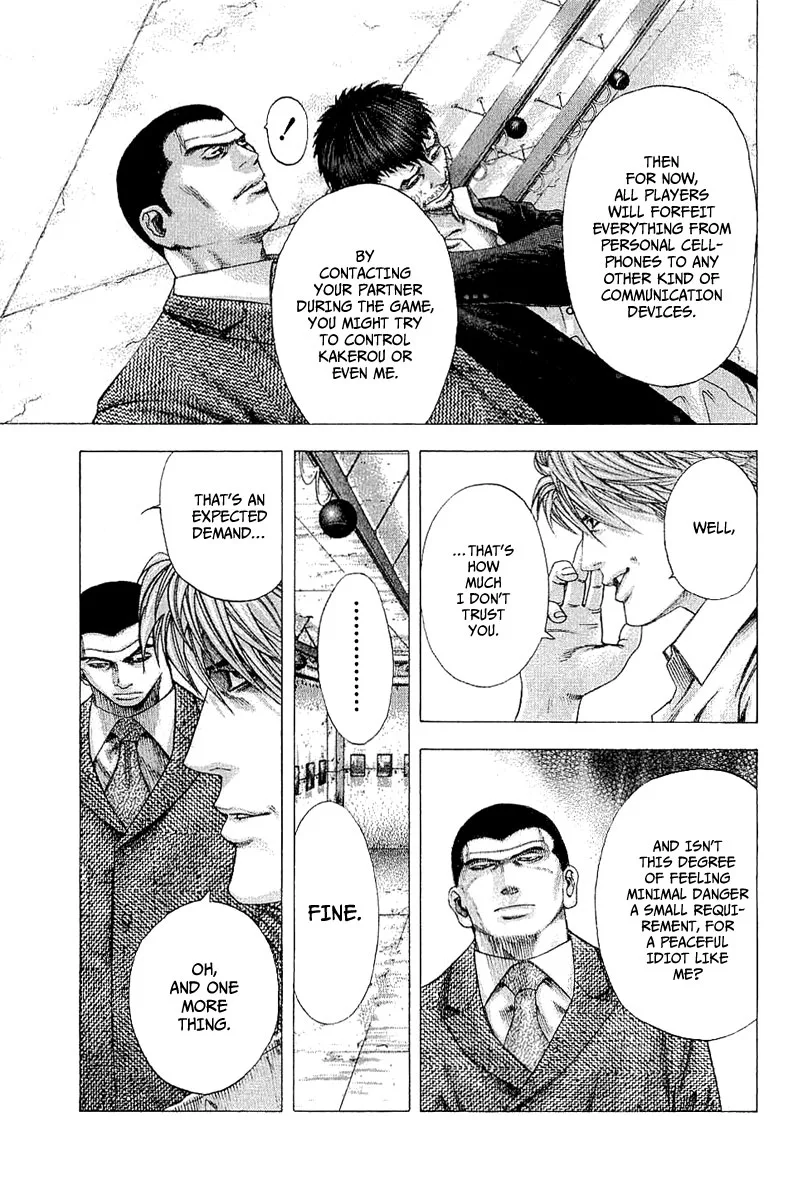 THEN
FOR NOW,
ALL PLAYERS
WILL FORFEIT
EVERYTHING FROM
PERSONAL CELL-
PHONES TO ANY
OTHER KIND OF
COMMUNICATION
DEVICES.
!
BY
CONTACTING
YOUR PARTNER
DURING THE GAME,
YOU MIGHT TRY
TO CONTROL
KAKEROU OR
EVEN ME.
WELL,
...THAT'S
HOW
MUCH
I DON'T
TRUST
YOU.
AND ISN'T
THIS DEGREE
OF FEELING
MINIMAL DANGER
A SMALL REQUI-
REMENT, FOR
A PEACEFUL
IDIOT LIKE
ME?
.........
FINE.
THAT'S AN
EXPECTED
DEMAND...
OH,
AND ONE
MORE
THING.